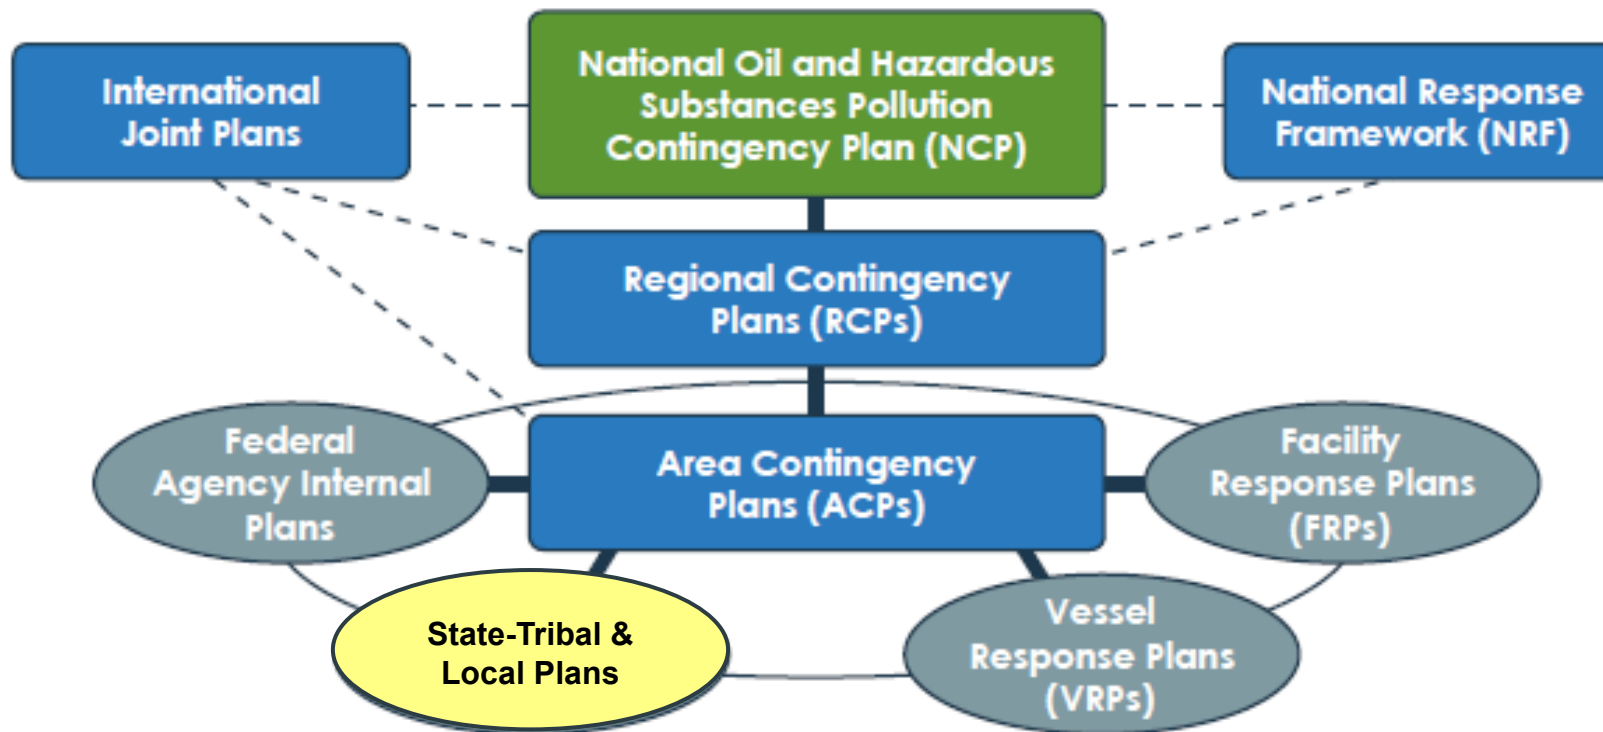 International
Joint Plans
National Oil and Hazardous
Substances Pollution
Contingency Plan (NCP)
National Response
Framework (NRF)
Regional Contingency
Plans (RCPs)
Federal
Agency Internal
Plans
Area Contingency
Plans (ACPs)
Facility
Response Plans
(FRPs)
State-Tribal &
Local Plans
Vessel
Response Plans
(VRPs)